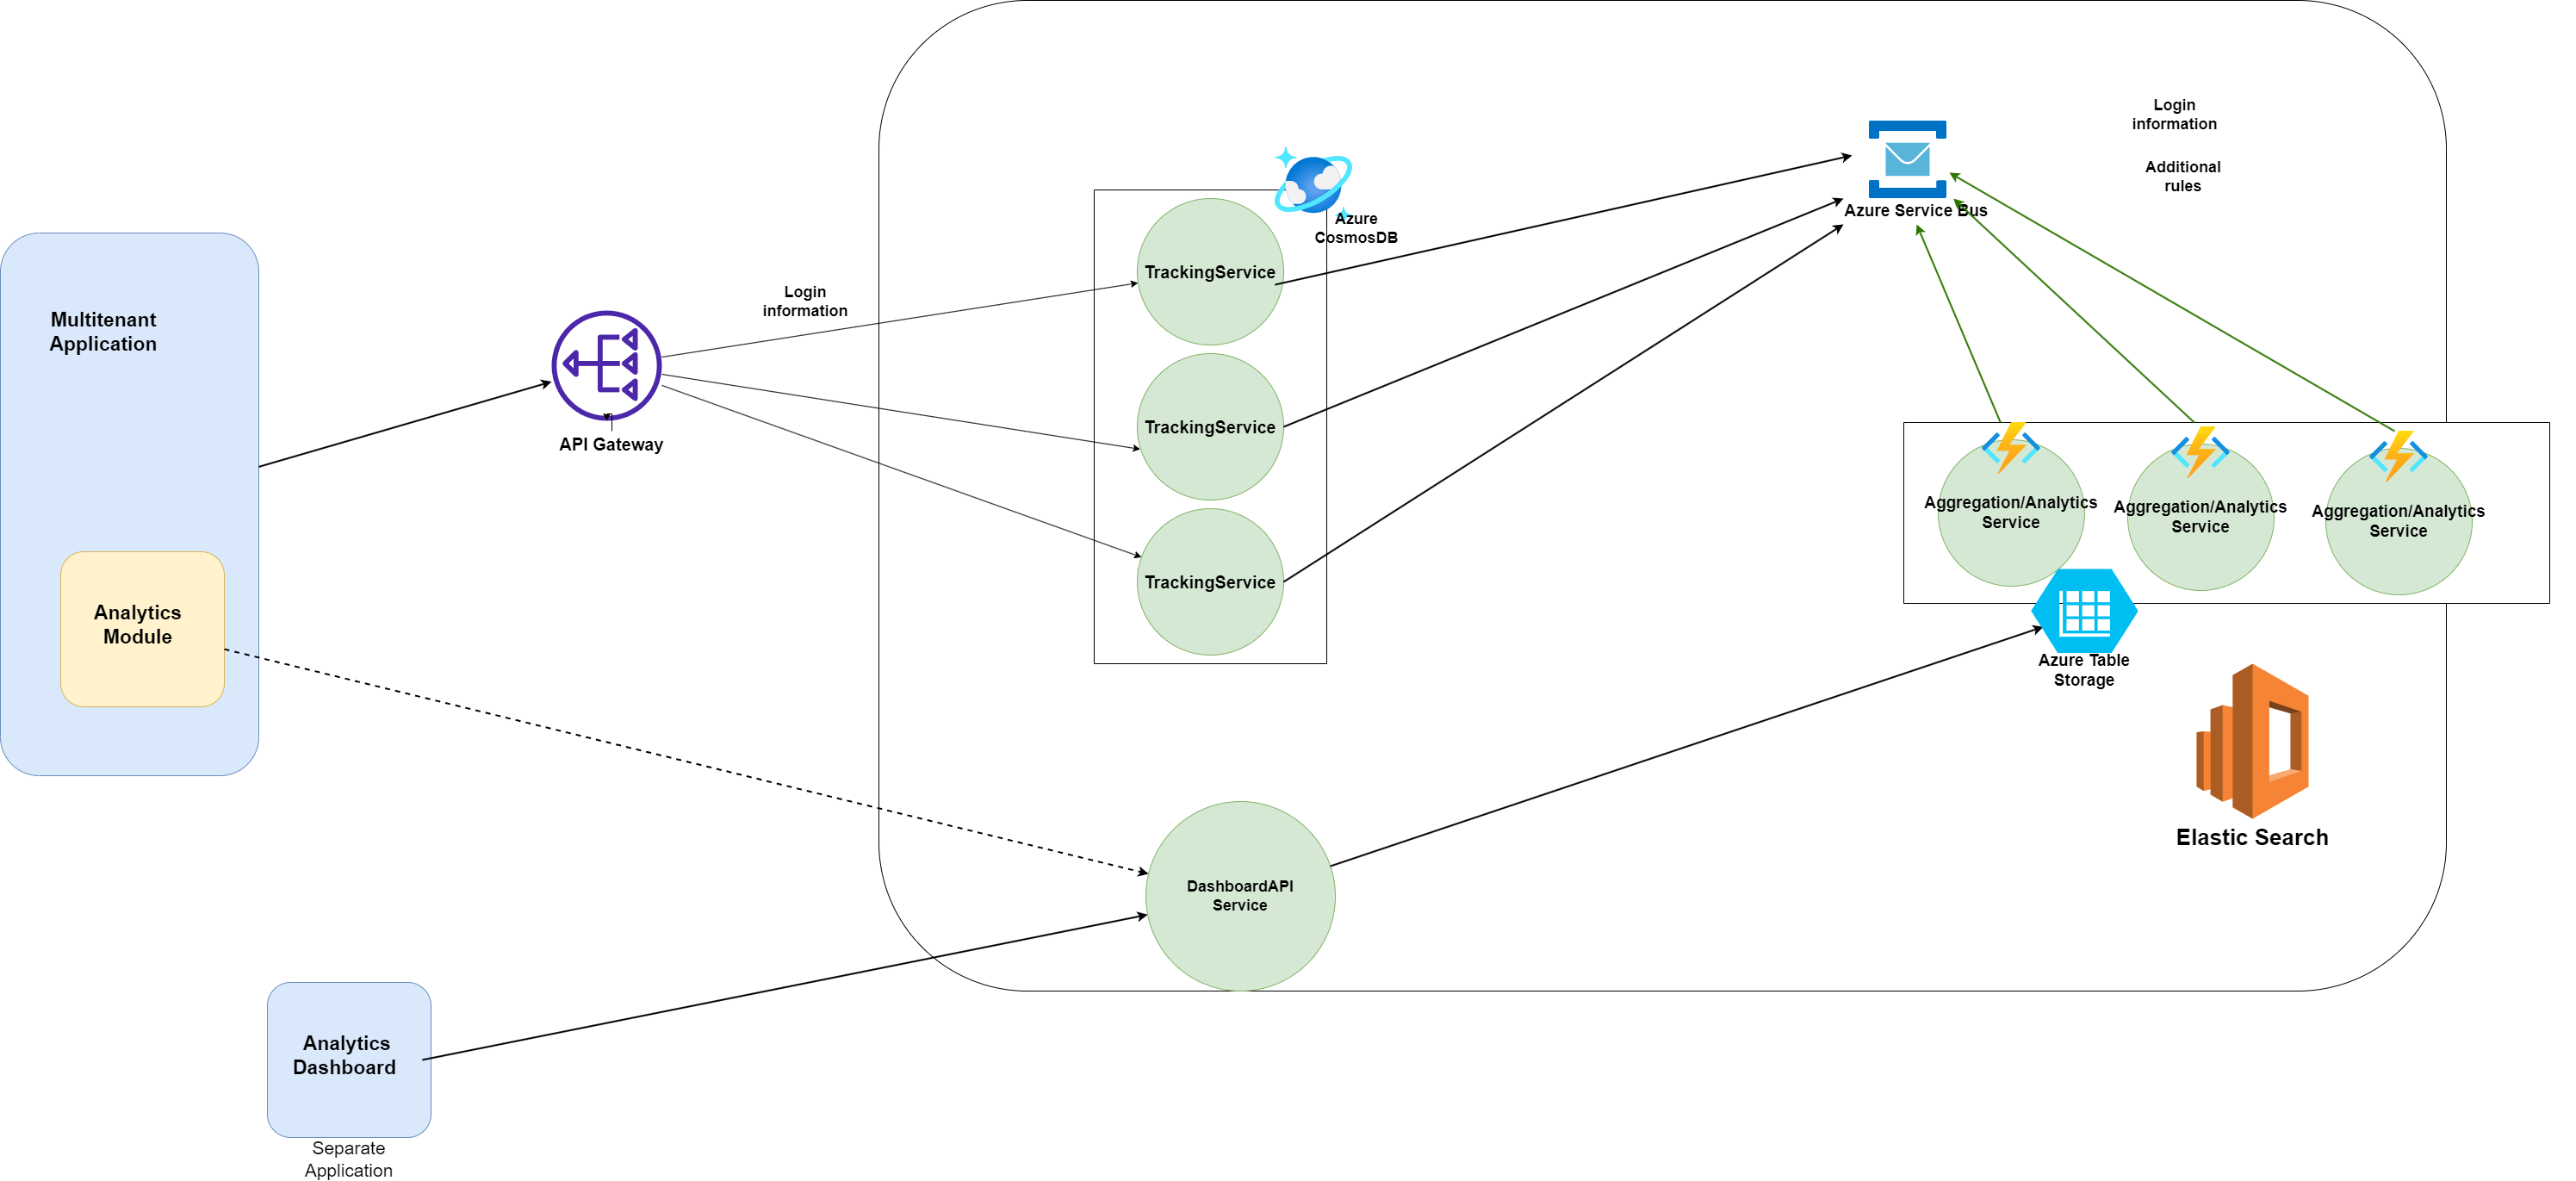 Multitenant
Application
Analytics
Module
API Gateway
Login
information
Azure
CosmosDB
TrackingService
TrackingService
TrackingService
Azure Service Bus
Login
information
Additional
rules
Aggregation/Analytics
Service
Aggregation/Analytics
Service
Aggregation/Analytics
Service
Azure Table
Storage
Elastic Search
DashboardAPI
Service
Analytics
Dashboard
Separate
Application